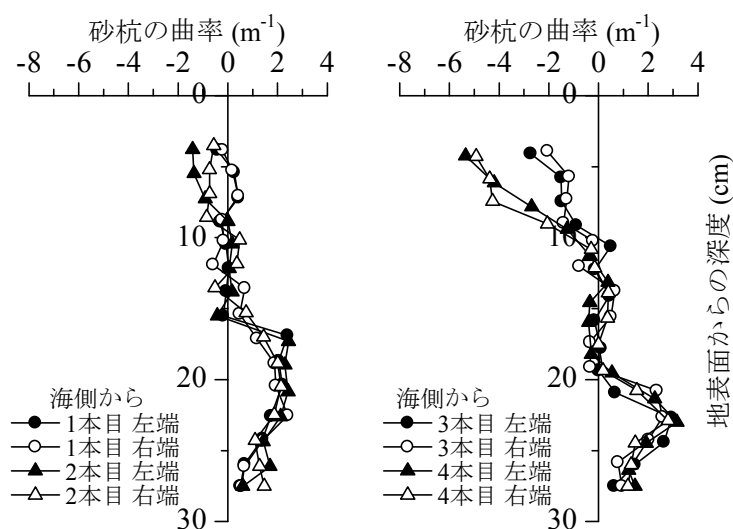 砂杭の曲率 (m-1)
-8 -6 -4 -2 0 2 4
0
10
20
30
海側から
1本目 左端
1本目 右端
2本目 左端
2本目 右端
砂杭の曲率 (m-1)
-8 -6 -4 -2 0 2 4
0
10
20
30
海側から
3本目 左端
3本目 右端
4本目 左端
4本目 右端
地表面からの深度 (cm)